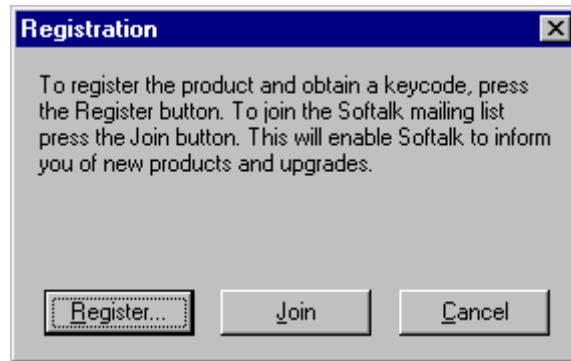 Registration
To register the product and obtain a keycode, press
the Register button. To join the Softalk mailing list
press the Join button. This will enable Softalk to inform
you of new products and upgrades.
Register... Join Cancel